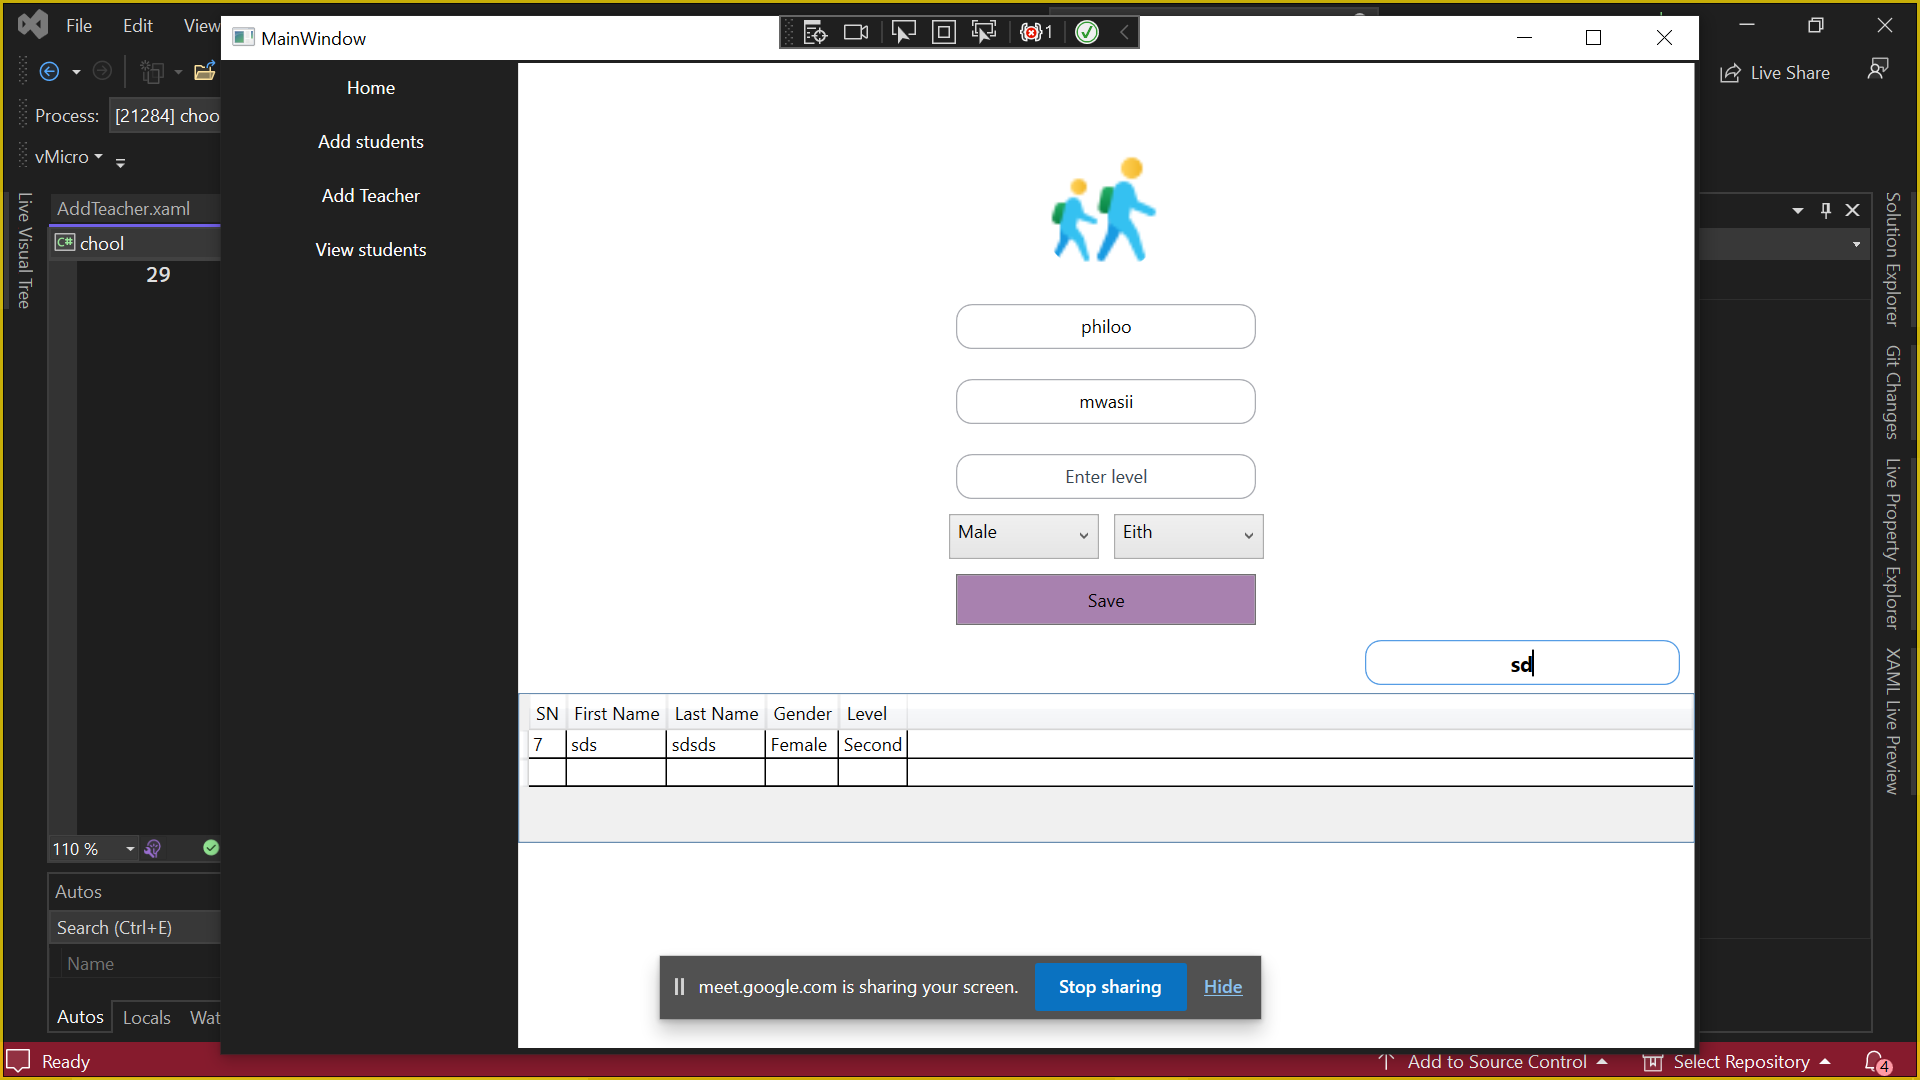 File Edit View
MainWindow
1
Live Share
Process: [21284] choo
vMicro
Home
Add students
Add Teacher
View students
Live Visual Tree
AddTeacher.xaml
C# chool
29
philoo
mwasii
Enter level
Male
Eith
Save
sd
SN First Name Last Name Gender Level
7 sds sdsds Female Second
110 %
Autos
Search (Ctrl+E)
Name
Autos Locals Wat
meet.google.com is sharing your screen. Stop sharing Hide
Solution Explorer
Git Changes
Live Property Explorer
XAML Live Preview
Ready
Add to Source Control
Select Repository
4